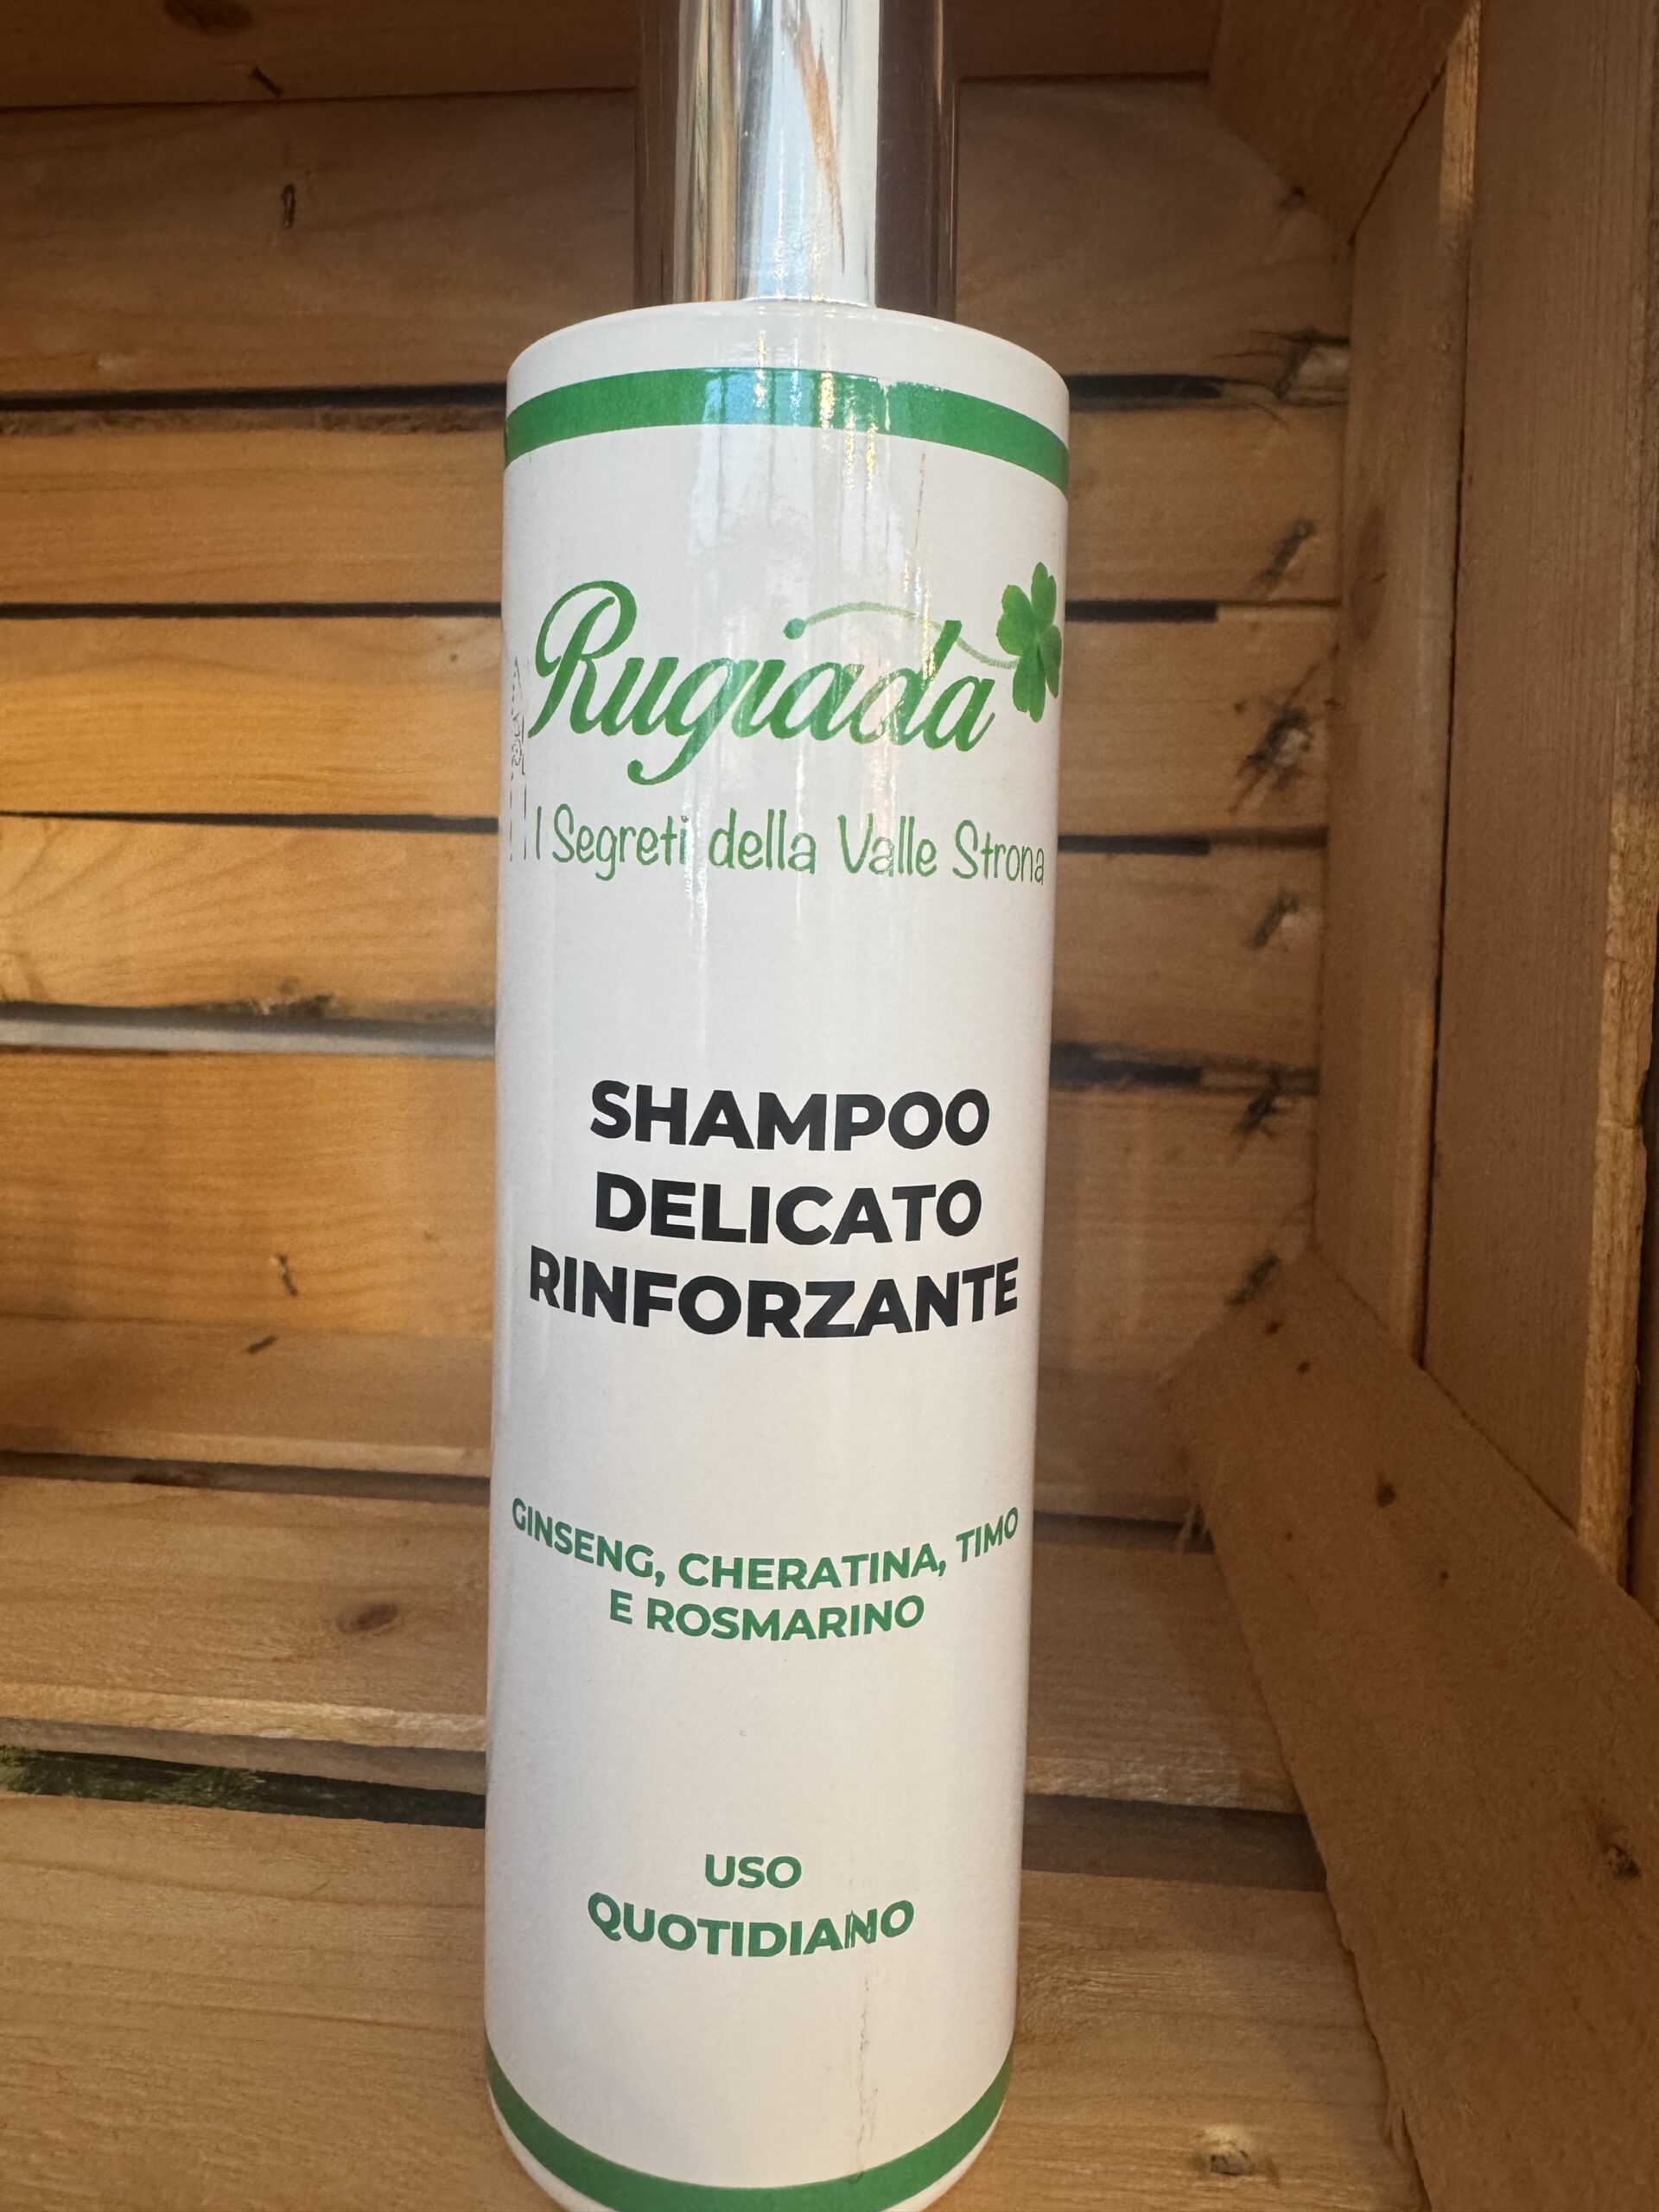 Rugiada
I Segreti della Valle Strona
SHAMPOO
DELICATO
RINFORZANTE
GINSENG, CHERATINA, TIMO
E ROSMARINO
USO
QUOTIDIANO